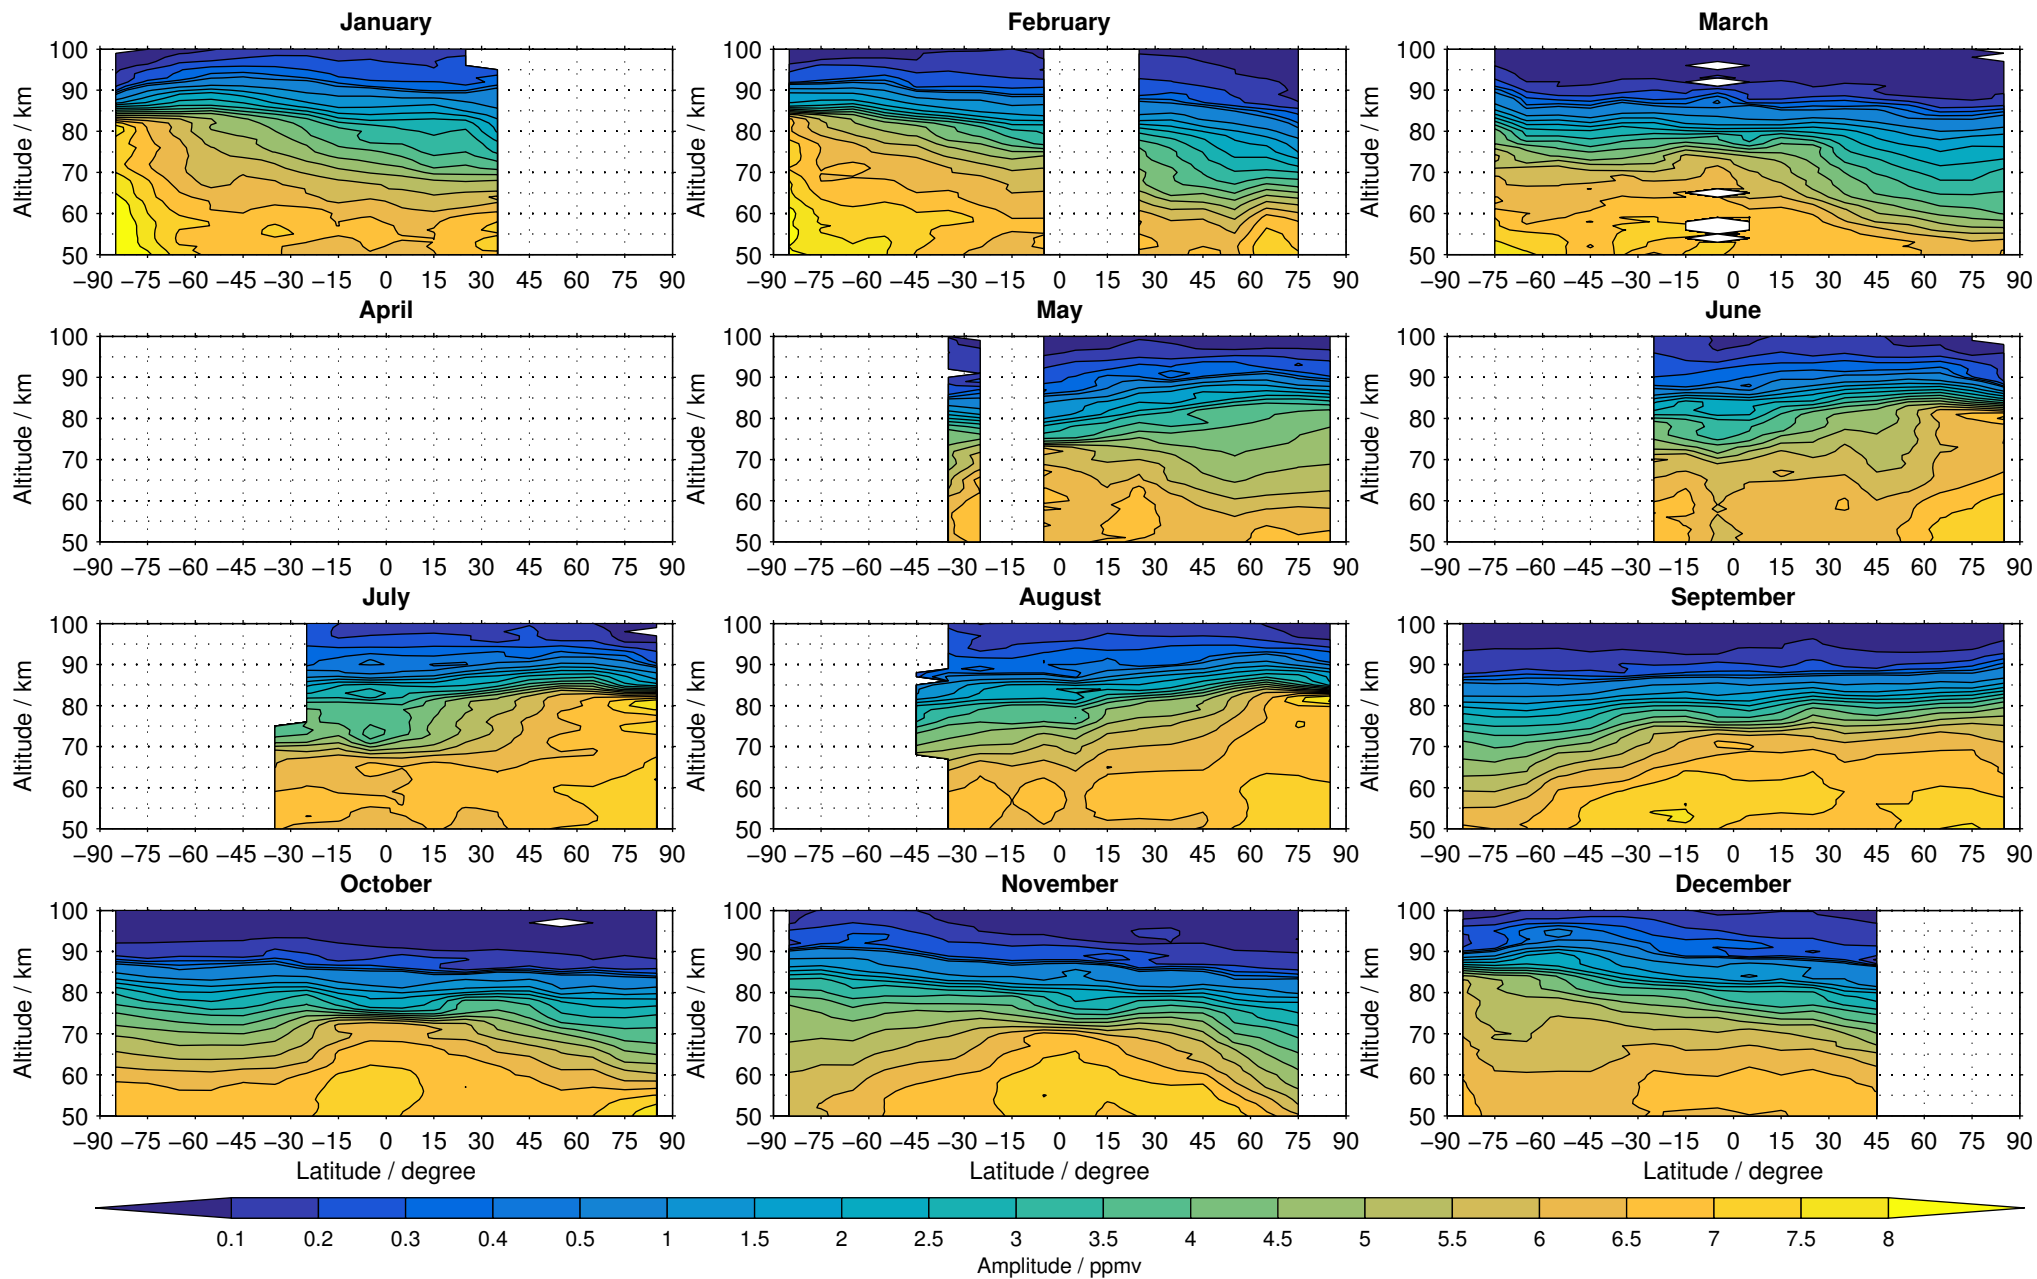 January February March
100 90 80 70 60 50 Altitude / km
−90 −75 −60 −45 −30 −15 0 15 30 45 60 75 90
100 90 80 70 60 50 Altitude / km
−90 −75 −60 −45 −30 −15 0 15 30 45 60 75 90
100 90 80 70 60 50 Altitude / km
−90 −75 −60 −45 −30 −15 0 15 30 45 60 75 90
April May June
100 90 80 70 60 50 Altitude / km
−90 −75 −60 −45 −30 −15 0 15 30 45 60 75 90
100 90 80 70 60 50 Altitude / km
−90 −75 −60 −45 −30 −15 0 15 30 45 60 75 90
100 90 80 70 60 50 Altitude / km
−90 −75 −60 −45 −30 −15 0 15 30 45 60 75 90
July August September
100 90 80 70 60 50 Altitude / km
−90 −75 −60 −45 −30 −15 0 15 30 45 60 75 90
100 90 80 70 60 50 Altitude / km
−90 −75 −60 −45 −30 −15 0 15 30 45 60 75 90
100 90 80 70 60 50 Altitude / km
−90 −75 −60 −45 −30 −15 0 15 30 45 60 75 90
October November December
100 90 80 70 60 50 Altitude / km
−90 −75 −60 −45 −30 −15 0 15 30 45 60 75 90
100 90 80 70 60 50 Altitude / km
−90 −75 −60 −45 −30 −15 0 15 30 45 60 75 90
100 90 80 70 60 50 Altitude / km
−90 −75 −60 −45 −30 −15 0 15 30 45 60 75 90
Latitude / degree Latitude / degree Latitude / degree
0.1 0.2 0.3 0.4 0.5 1 1.5 2 2.5 3 3.5 4 4.5 5 5.5 6 6.5 7 7.5 8
Amplitude / ppmv